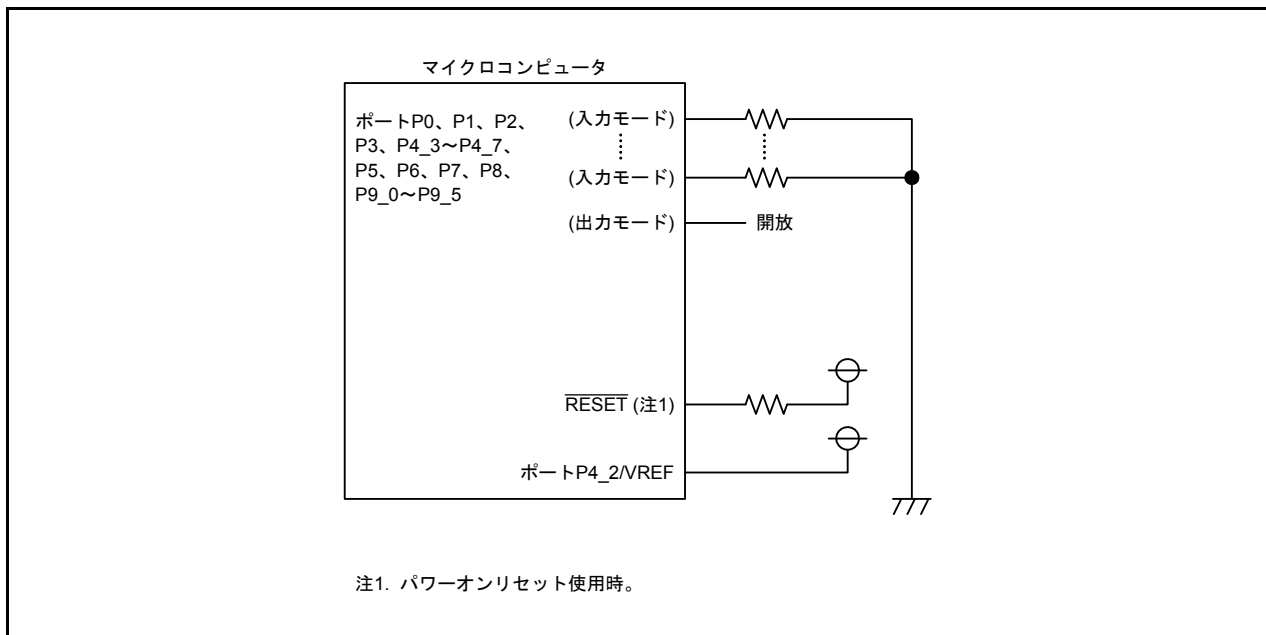 マイクロコンピュータ
ポートP0、P1、P2、
P3、P4_3～P4_7、
P5、P6、P7、P8、
P9_0～P9_5
(入力モード)
(入力モード)
(出力モード)
開放
RESET (注1)
ポートP4_2/VREF
注1. パワーオンリセット使用時。